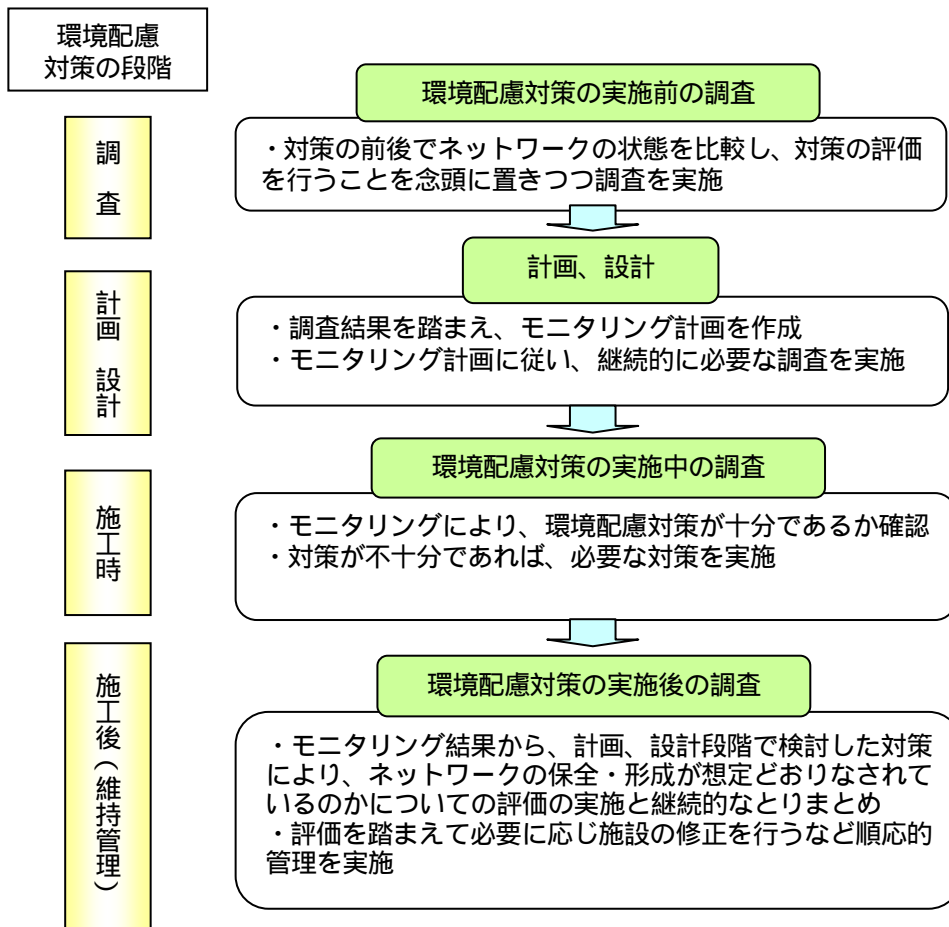 環境配慮
対策の段階
環境配慮対策の実施前の調査
調査
・対策の前後でネットワークの状態を比較し、対策の評価
を行うことを念頭に置きつつ調査を実施
計画、設計
計画 設計
・調査結果を踏まえ、モニタリング計画を作成
・モニタリング計画に従い、継続的に必要な調査を実施
環境配慮対策の実施中の調査
施工時
・モニタリングにより、環境配慮対策が十分であるか確認
・対策が不十分であれば、必要な対策を実施
環境配慮対策の実施後の調査
施工後(維持管理)
・モニタリング結果から、計画、設計段階で検討した対策
により、ネットワークの保全・形成が想定どおりなされて
いるのかについての評価の実施と継続的なとりまとめ
・評価を踏まえて必要に応じ施設の修正を行うなど順応的
管理を実施